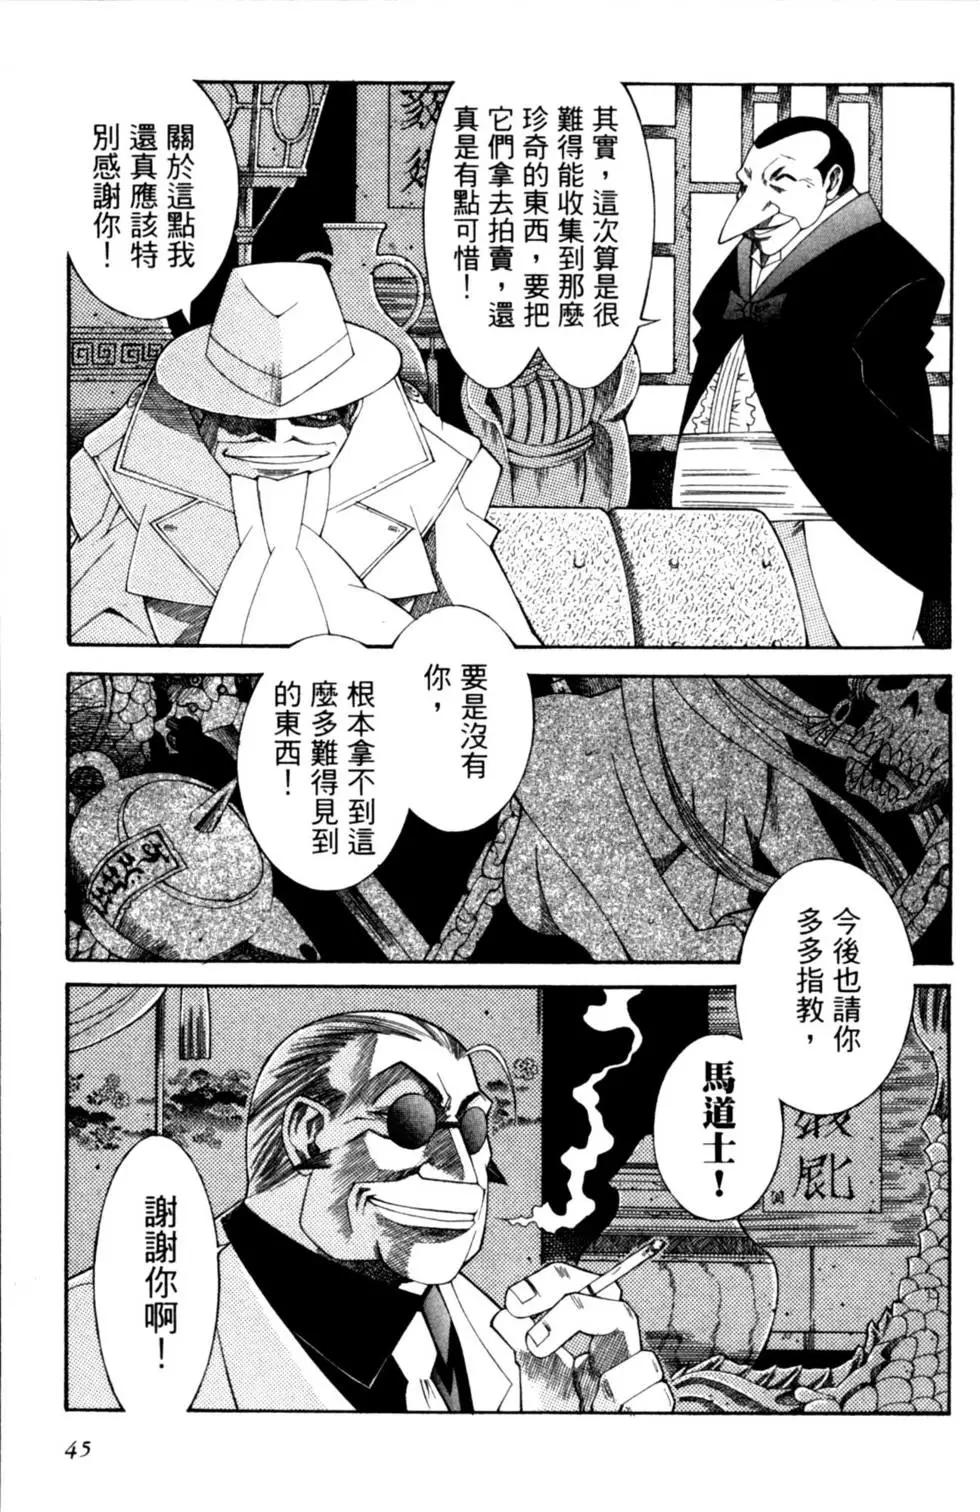 其實，這次算是很
難得能收集到那麼
珍奇的東西，要把
它們拿去拍賣，還
真是有點可惜！
關於這點我
還真應該特
別感謝你！
要是沒有
你，
根本拿不到這
麼多難得見到
的東西！
今後也請你
多多指教，
馬道士！
謝謝你啊！
45